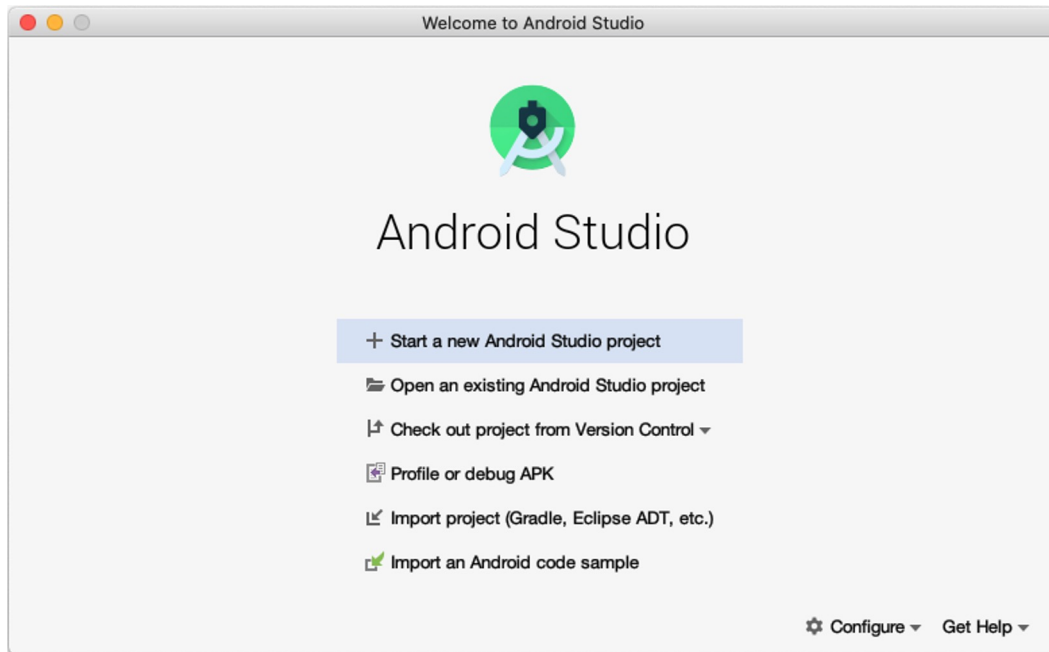 Welcome to Android Studio
Android Studio
Start a new Android Studio project
Open an existing Android Studio project
Check out project from Version Control
Profile or debug APK
Import project (Gradle, Eclipse ADT, etc.)
Import an Android code sample
Configure Get Help